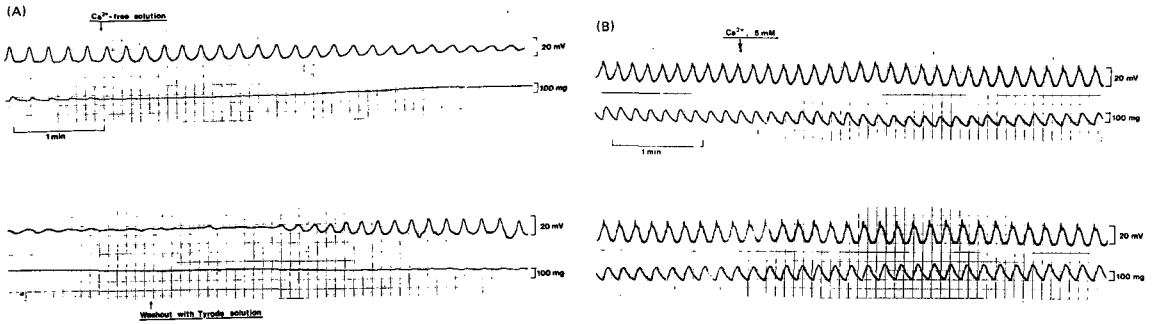 (A)
Ca²⁺-free solution
20 mV
100 mg
1 min
20 mV
100 mg
Washout with Tyrode solution
(B)
Ca²⁺, 5 mM
20 mV
100 mg
1 min
20 mV
100 mg